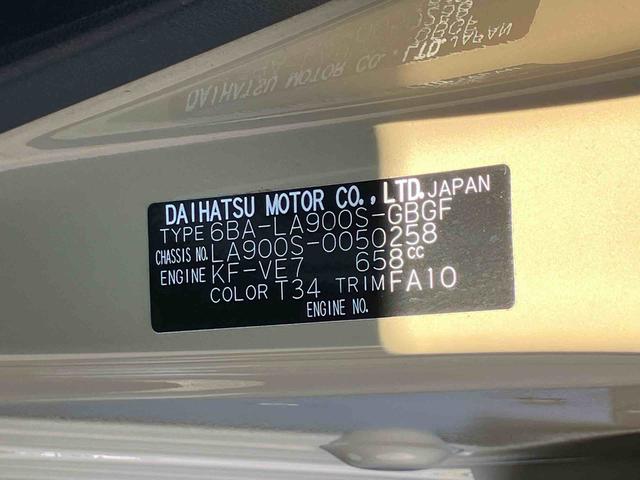 DAIHATSU MOTOR CO., LTD. JAPAN
TYPE 6BA-LA900S-GBGF
CHASSIS NO. LA900S-0050258
ENGINE KF-VE7 658cc
COLOR T34 TRIM FA10
ENGINE NO.